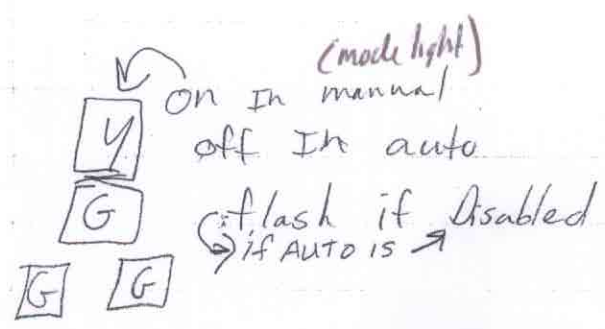 (mode light)
on In manual
Y off In auto
G flash if Disabled
if AUTO is
G G